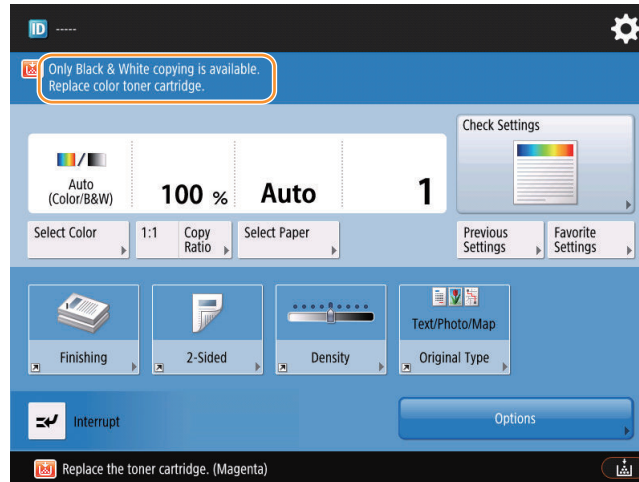 ID -----
Only Black & White copying is available.
Replace color toner cartridge.
Check Settings
Auto
(Color/B&W)
100 %
Auto
1
Select Color
1:1
Copy
Ratio
Select Paper
Previous
Settings
Favorite
Settings
Finishing
2-Sided
Density
Text/Photo/Map
Original Type
Interrupt
Options
Replace the toner cartridge. (Magenta)